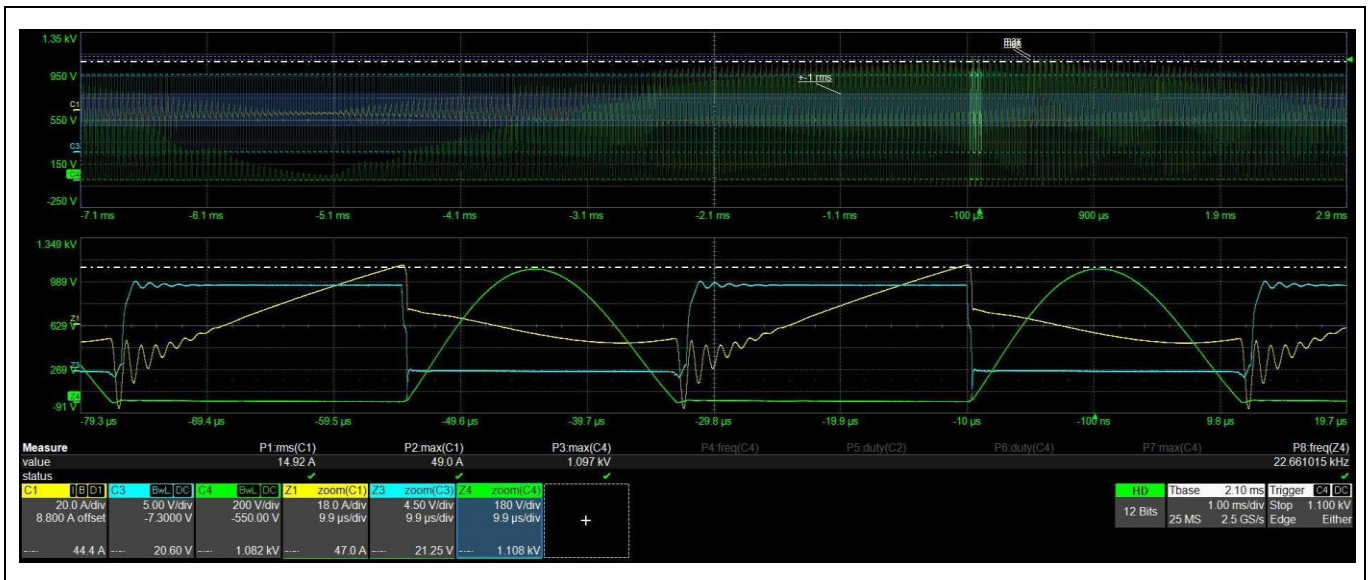 1.35 kV
max
950 V
+-1 rms
C1
550 V
C3
150 V
C4
-250 V
-7.1 ms -6.1 ms -5.1 ms -4.1 ms -3.1 ms -2.1 ms -1.1 ms -100 µs 900 µs 1.9 ms 2.9 ms
1.349 kV
989 V
629 V
Z1
269 V
Z4
-91 V
-79.3 µs -69.4 µs -59.5 µs -49.6 µs -39.7 µs -29.8 µs -19.9 µs -10 µs -100 ns 9.8 µs 19.7 µs
Measure P1:rms(C1) P2:max(C1) P3:max(C4) P4:freq(C4) P5:duty(C2) P6:duty(C4) P7:max(C4) P8:freq(Z4)
value 14.92 A 49.0 A 1.097 kV 22.661015 kHz
status
C1 I B D1 C3 BwL DC C4 BwL DC Z1 zoom(C1) Z3 zoom(C3) Z4 zoom(C4) HD Tbase 2.10 ms Trigger C4 DC
20.0 A/div 5.00 V/div 200 V/div 18.0 A/div 4.50 V/div 180 V/div 1.00 ms/div Stop 1.100 kV
8.800 A offset -7.3000 V -550.00 V 9.9 µs/div 9.9 µs/div 9.9 µs/div + 12 Bits 25 MS 2.5 GS/s Edge Either
44.4 A 20.60 V 1.082 kV 47.0 A 21.25 V 1.108 kV